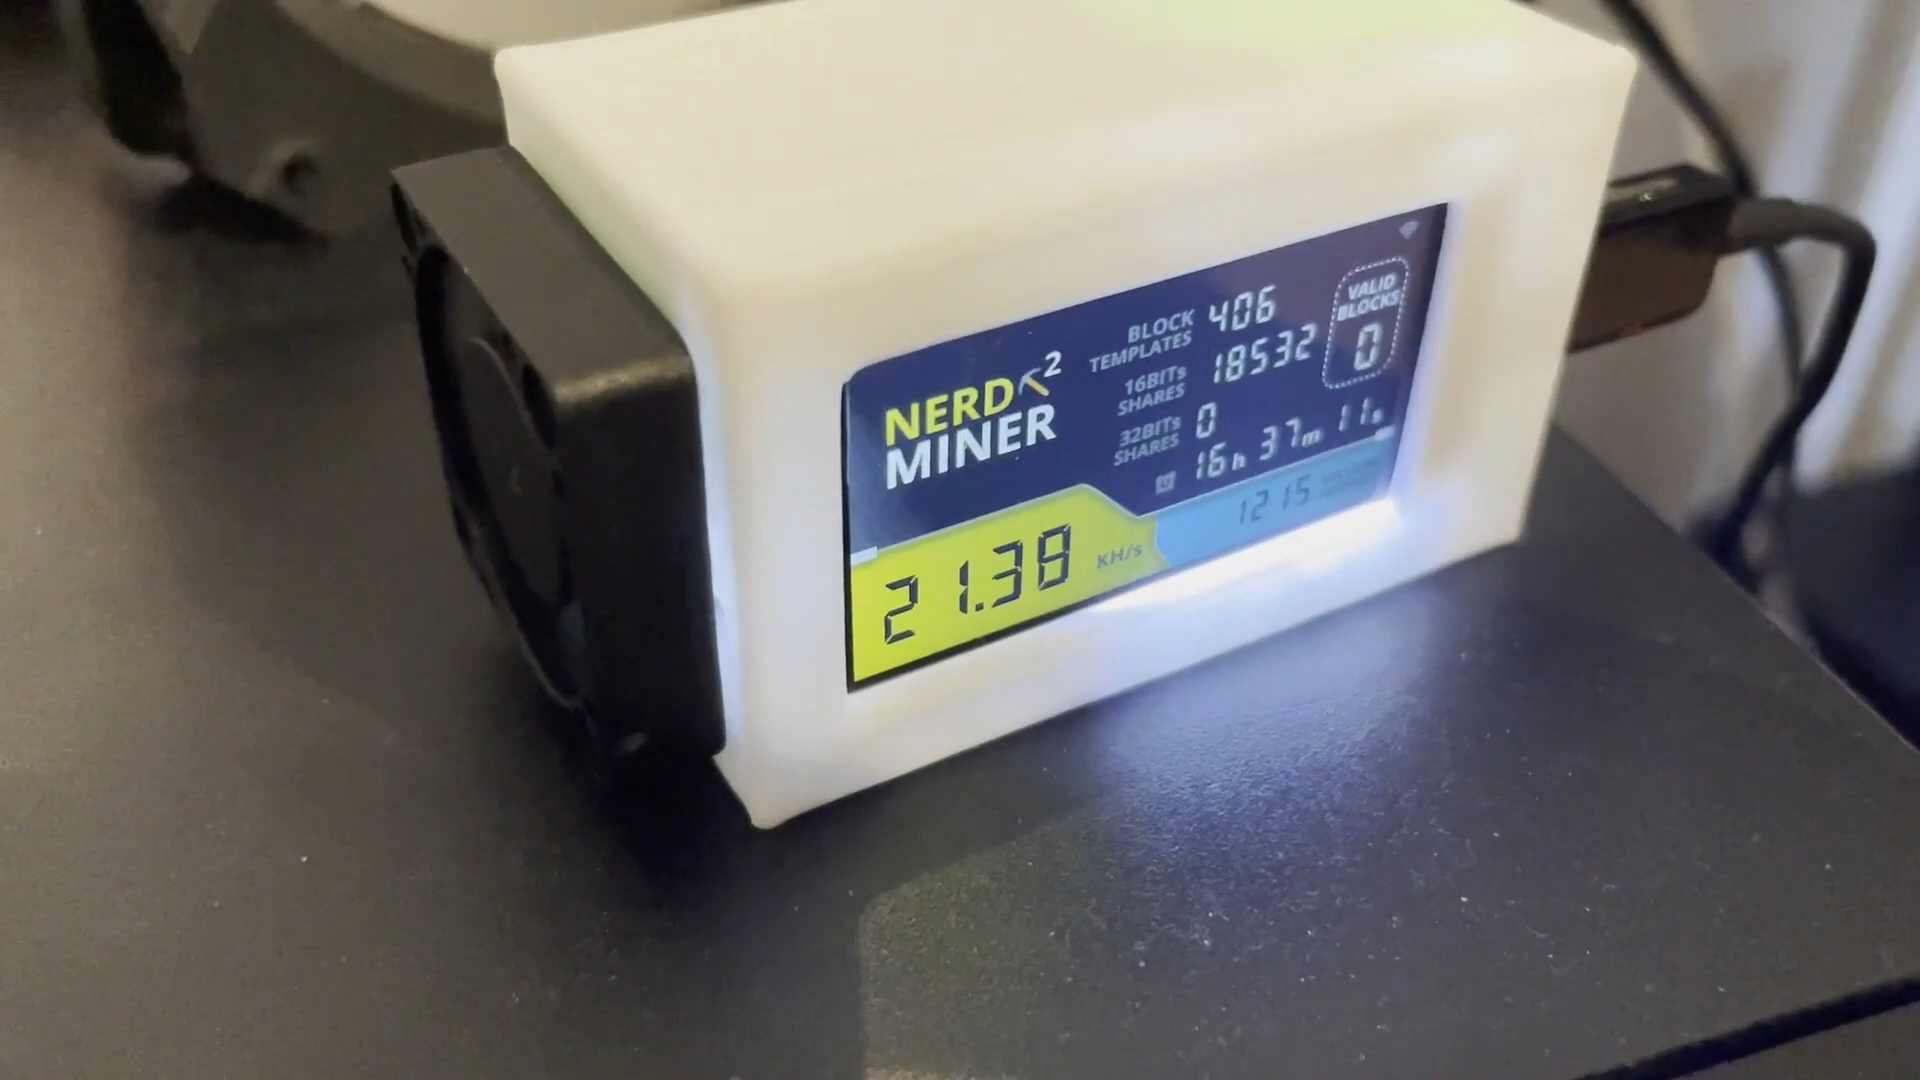 NERD 2
MINER
BLOCK
TEMPLATES 406
16BITs
SHARES 18532
32BITs
SHARES 0
16h 37m 11s
VALID
BLOCKS
0
21.38 KH/s
1215